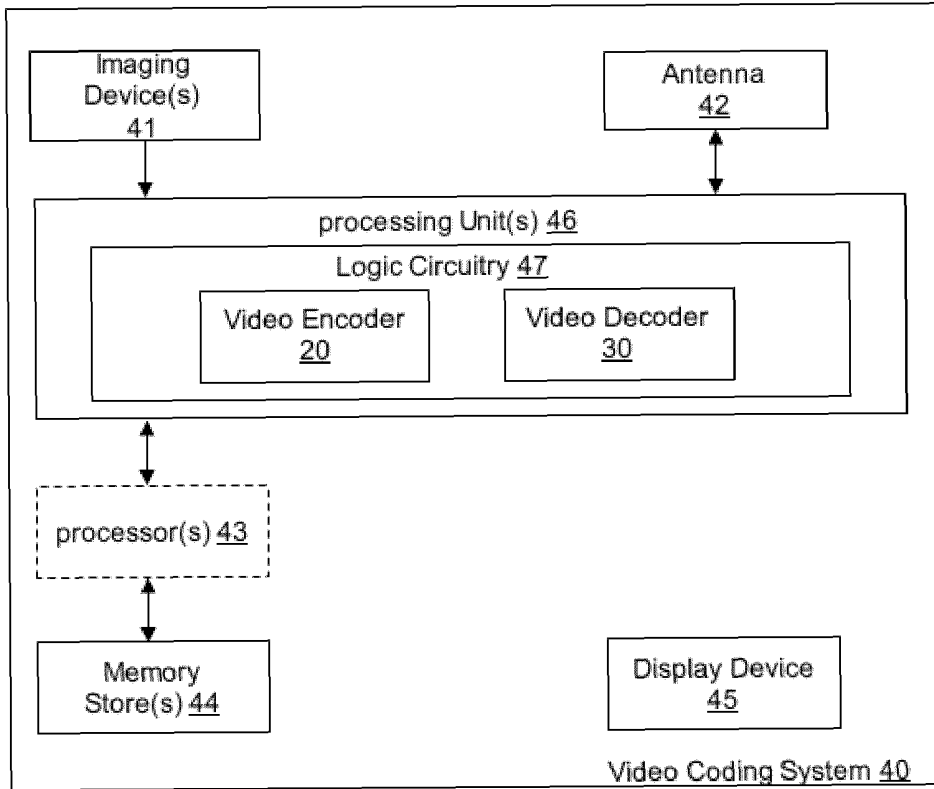 Imaging
Device(s)
41
Antenna
42
processing Unit(s) 46
Logic Circuitry 47
Video Encoder
20
Video Decoder
30
processor(s) 43
Memory
Store(s) 44
Display Device
45
Video Coding System 40